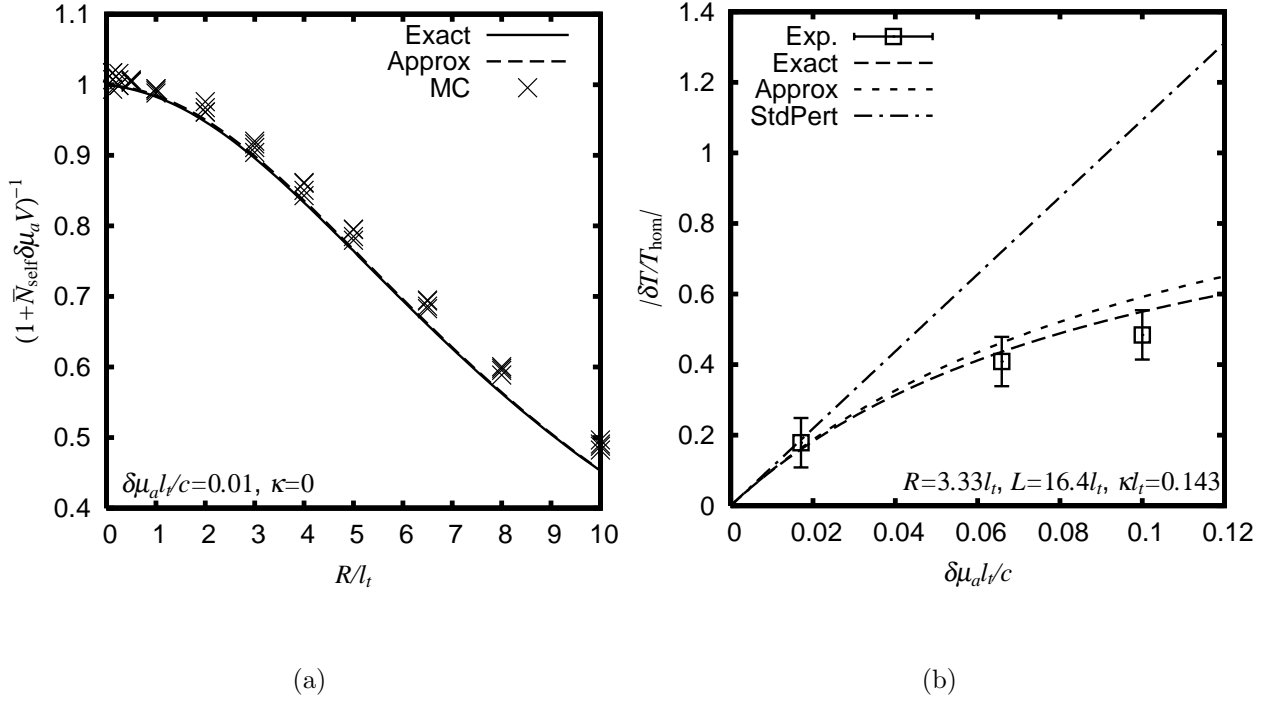 1.1
1
0.9
0.8
0.7
0.6
0.5
0.4
(1+N̄self δμaV)−1
Exact
Approx
MC
δμalt/c=0.01, κ=0
0 1 2 3 4 5 6 7 8 9 10
R/lt
(a)
1.4
1.2
1
0.8
0.6
0.4
0.2
0
|δT/Thom|
Exp.
Exact
Approx
StdPert
R=3.33lt, L=16.4lt, κlt=0.143
0 0.02 0.04 0.06 0.08 0.1 0.12
δμalt/c
(b)